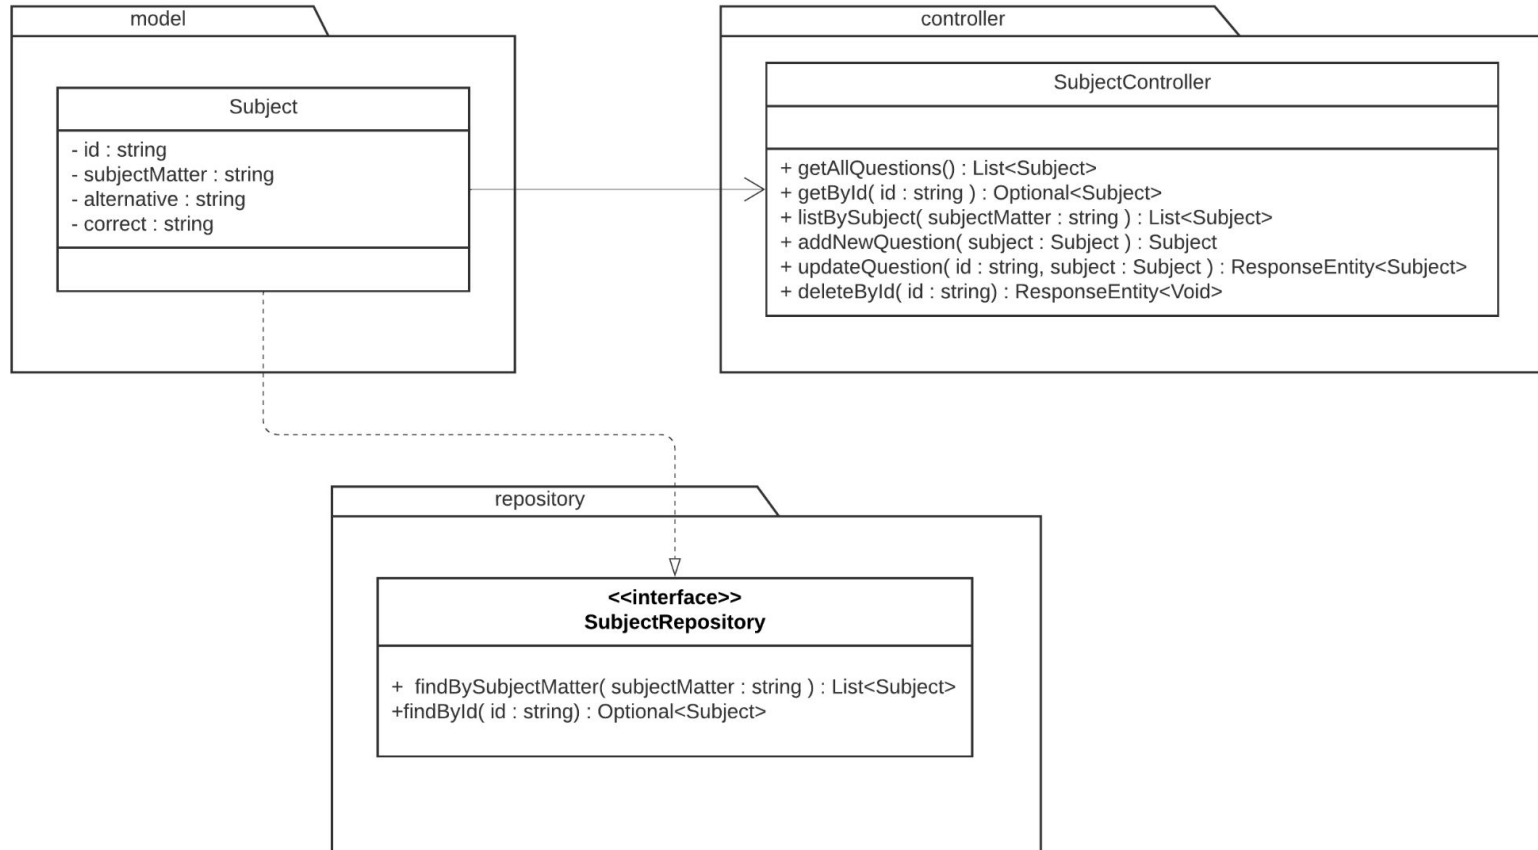 model
Subject
- id : string
- subjectMatter : string
- alternative : string
- correct : string
controller
SubjectController
+ getAllQuestions() : List<Subject>
+ getById( id : string ) : Optional<Subject>
+ listBySubject( subjectMatter : string ) : List<Subject>
+ addNewQuestion( subject : Subject ) : Subject
+ updateQuestion( id : string, subject : Subject ) : ResponseEntity<Subject>
+ deleteById( id : string) : ResponseEntity<Void>
repository
<<interface>>
SubjectRepository
+  findBySubjectMatter( subjectMatter : string ) : List<Subject>
+findById( id : string) : Optional<Subject>